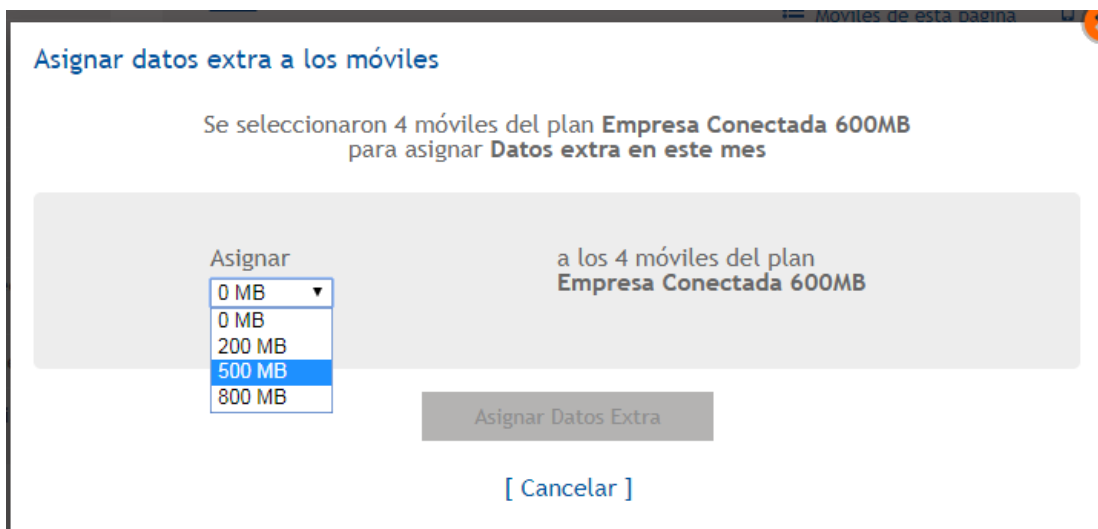 Móviles de esta página
Asignar datos extra a los móviles
Se seleccionaron 4 móviles del plan Empresa Conectada 600MB
para asignar Datos extra en este mes
Asignar
0 MB
0 MB
200 MB
500 MB
800 MB
a los 4 móviles del plan
Empresa Conectada 600MB
Asignar Datos Extra
[ Cancelar ]